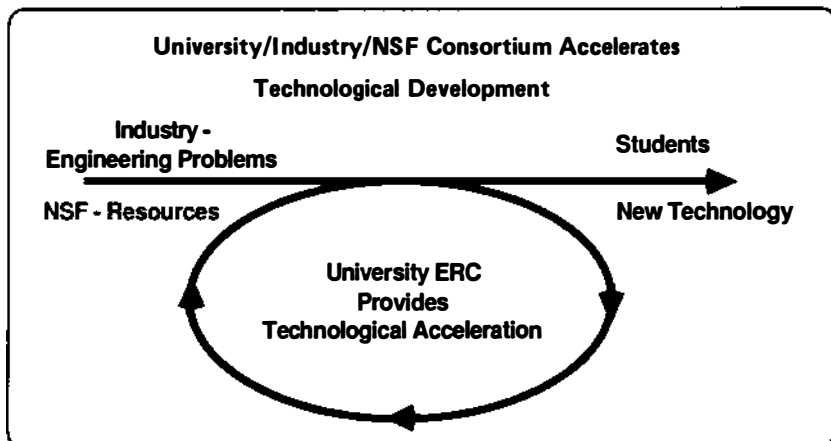 University/Industry/NSF Consortium Accelerates
Technological Development
Industry -
Engineering Problems
Students
NSF - Resources
New Technology
University ERC
Provides
Technological Acceleration